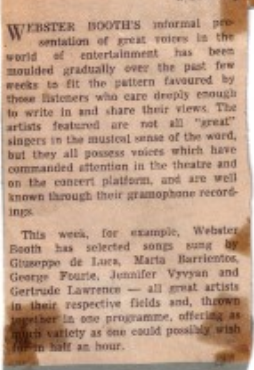 WEBSTER BOOTH'S informal pre-
sentation of great voices in the
world of entertainment has been
moulded gradually over the past few
weeks to fit the pattern favoured by
those listeners who care deeply enough
to write in and share their views. The
artists featured are not all "great"
singers in the musical sense of the word,
but they all possess voices which have
commanded attention in the theatre and
on the concert platform, and are well
known through their gramophone record-
ings.
This week, for example, Webster
Booth has selected songs sung by
Giuseppe de Luca, Maria Barrientos,
George Fourie, Jennifer Vyvyan and
Gertrude Lawrence — all great artists
in their respective fields and, thrown
together in one programme, offering as
much variety as one could possibly wish
for in half an hour.